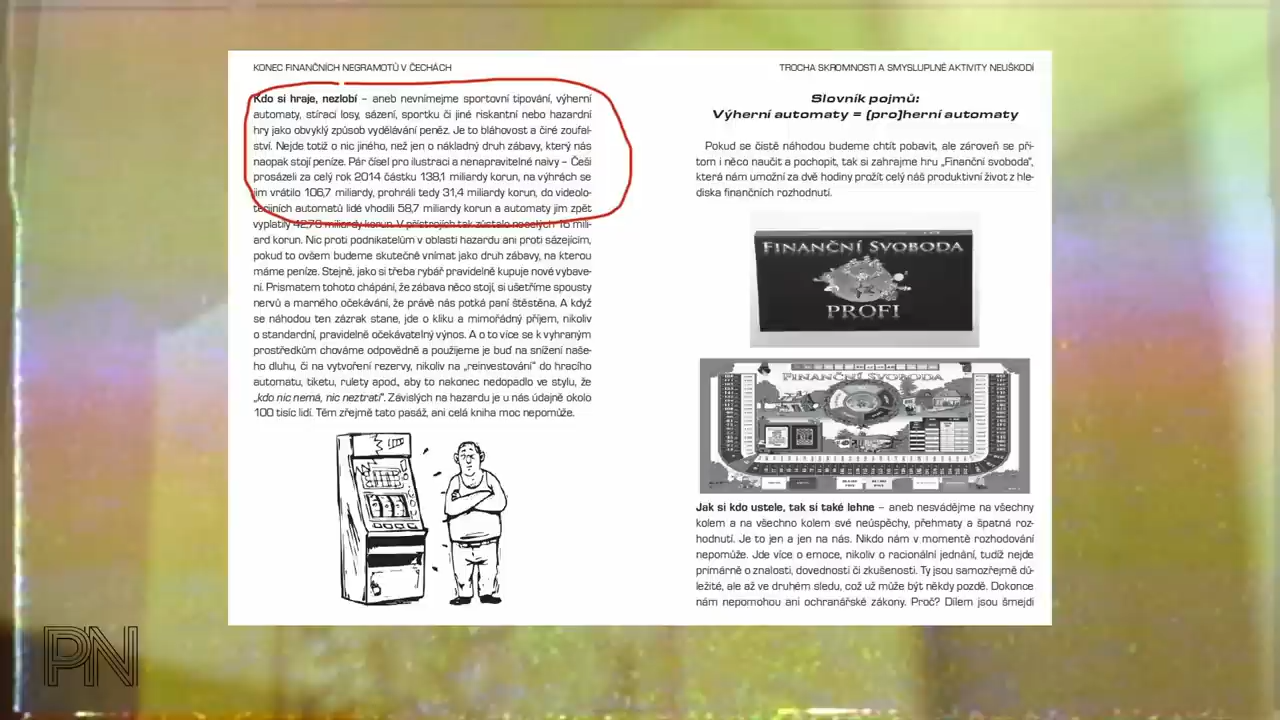 KONEC FINANČNÍCH NEGRAMOTŮ V ČECHÁCH
Kdo si hraje, nezlobí – aneb nevnímejme sportovní tipování, výherní
automaty, stírací losy, sázení, sportku či jiné riskantní nebo hazardní
hry jako obvyklý způsob vydělávání peněz. Je to bláhovost a čiré zoufal-
ství. Nejde totiž o nic jiného, než jen o nákladný druh zábavy, který nás
naopak stojí peníze. Pár čísel pro ilustraci a nenapravitelné naivy – Češi
prosázeli za celý rok 2014 částku 138,1 miliardy korun, na výhrách se
jim vrátilo 106,7 miliardy, prohráli tedy 31,4 miliardy korun, do videolo-
terijních automatů lidé vhodili 58,7 miliardy korun a automaty jim zpět
vyplatily 42,73 miliardy korun. V přístrojích tak zůstalo necelých 16 mili-
ard korun. Nic proti podnikatelům v oblasti hazardu ani proti sázejícím,
pokud to ovšem budeme skutečně vnímat jako druh zábavy, na kterou
máme peníze. Stejně, jako si třeba rybář pravidelně kupuje nové vybave-
ní. Prismatem tohoto chápání, že zábava něco stojí, si ušetříme spousty
nervů a marného očekávání, že právě nás potká paní štěstěna. A když
se náhodou ten zázrak stane, jde o kliku a mimořádný příjem, nikoliv
o standardní, pravidelně očekávatelný výnos. A o to více se k vyhraným
prostředkům chováme odpovědně a použijeme je buď na snížení naše-
ho dluhu, či na vytvoření rezervy, nikoliv na „reinvestování" do hracího
automatu, tiketu, rulety apod., aby to nakonec nedopadlo ve stylu, že
„kdo nic nemá, nic neztratí". Závislých na hazardu je u nás údajně okolo
100 tisíc lidí. Těm zřejmě tato pasáž, ani celá kniha moc nepomůže.
TROCHA SKROMNOSTI A SMYSLUPLNÉ AKTIVITY NEUŠKODÍ
Slovník pojmů:
Výherní automaty = (pro)herní automaty
Pokud se čistě náhodou budeme chtít pobavit, ale zároveň se při-
tom i něco naučit a pochopit, tak si zahrajme hru „Finanční svoboda",
která nám umožní za dvě hodiny prožít celý náš produktivní život z hle-
diska finančních rozhodnutí.
FINANČNÍ SVOBODA
PROFI
FINANČNÍ SVOBODA
Jak si kdo ustele, tak si také lehne – aneb nesvádějme na všechny
kolem a na všechno kolem své neúspěchy, přehmaty a špatná roz-
hodnutí. Je to jen a jen na nás. Nikdo nám v momentě rozhodování
nepomůže. Jde více o emoce, nikoliv o racionální jednání, tudíž nejde
primárně o znalosti, dovednosti či zkušenosti. Ty jsou samozřejmě dů-
ležité, ale až ve druhém sledu, což už může být někdy pozdě. Dokonce
nám nepomohou ani ochranářské zákony. Proč? Dílem jsou šmejdi
PN